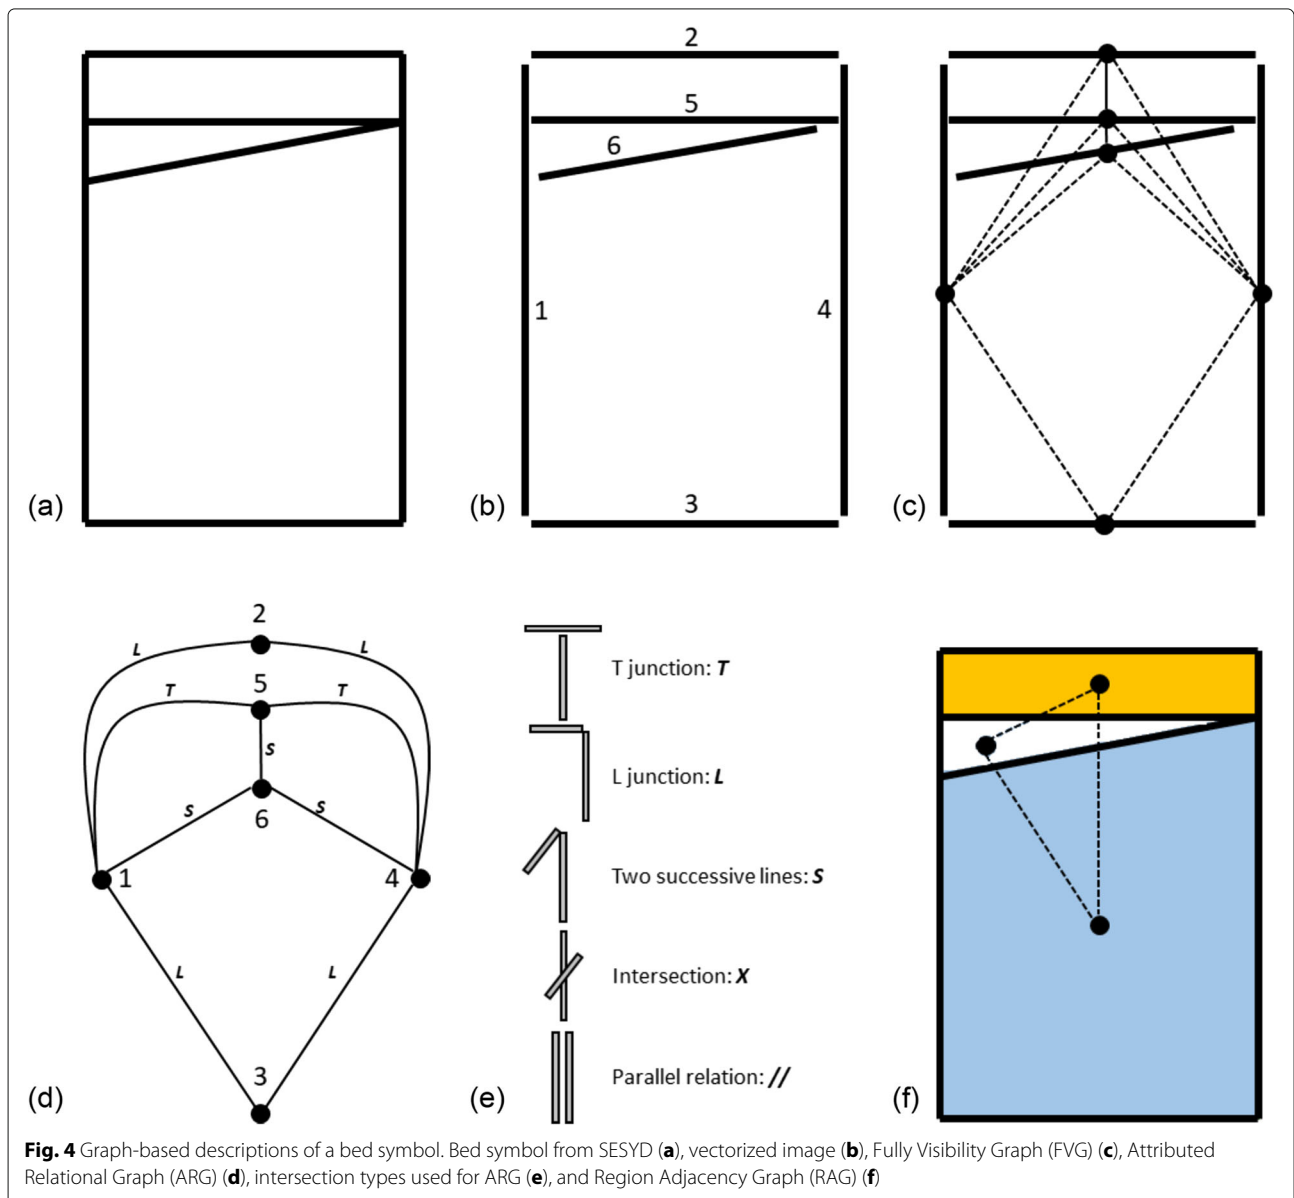 2
5
6
1
4
3
(a)
(b)
(c)
2
L
L
5
T
T
S
S
S
6
1
4
L
L
3
(d)
T junction: T
L junction: L
Two successive lines: S
Intersection: X
Parallel relation: //
(e)
(f)
Fig. 4 Graph-based descriptions of a bed symbol. Bed symbol from SESYD (a), vectorized image (b), Fully Visibility Graph (FVG) (c), Attributed
Relational Graph (ARG) (d), intersection types used for ARG (e), and Region Adjacency Graph (RAG) (f)